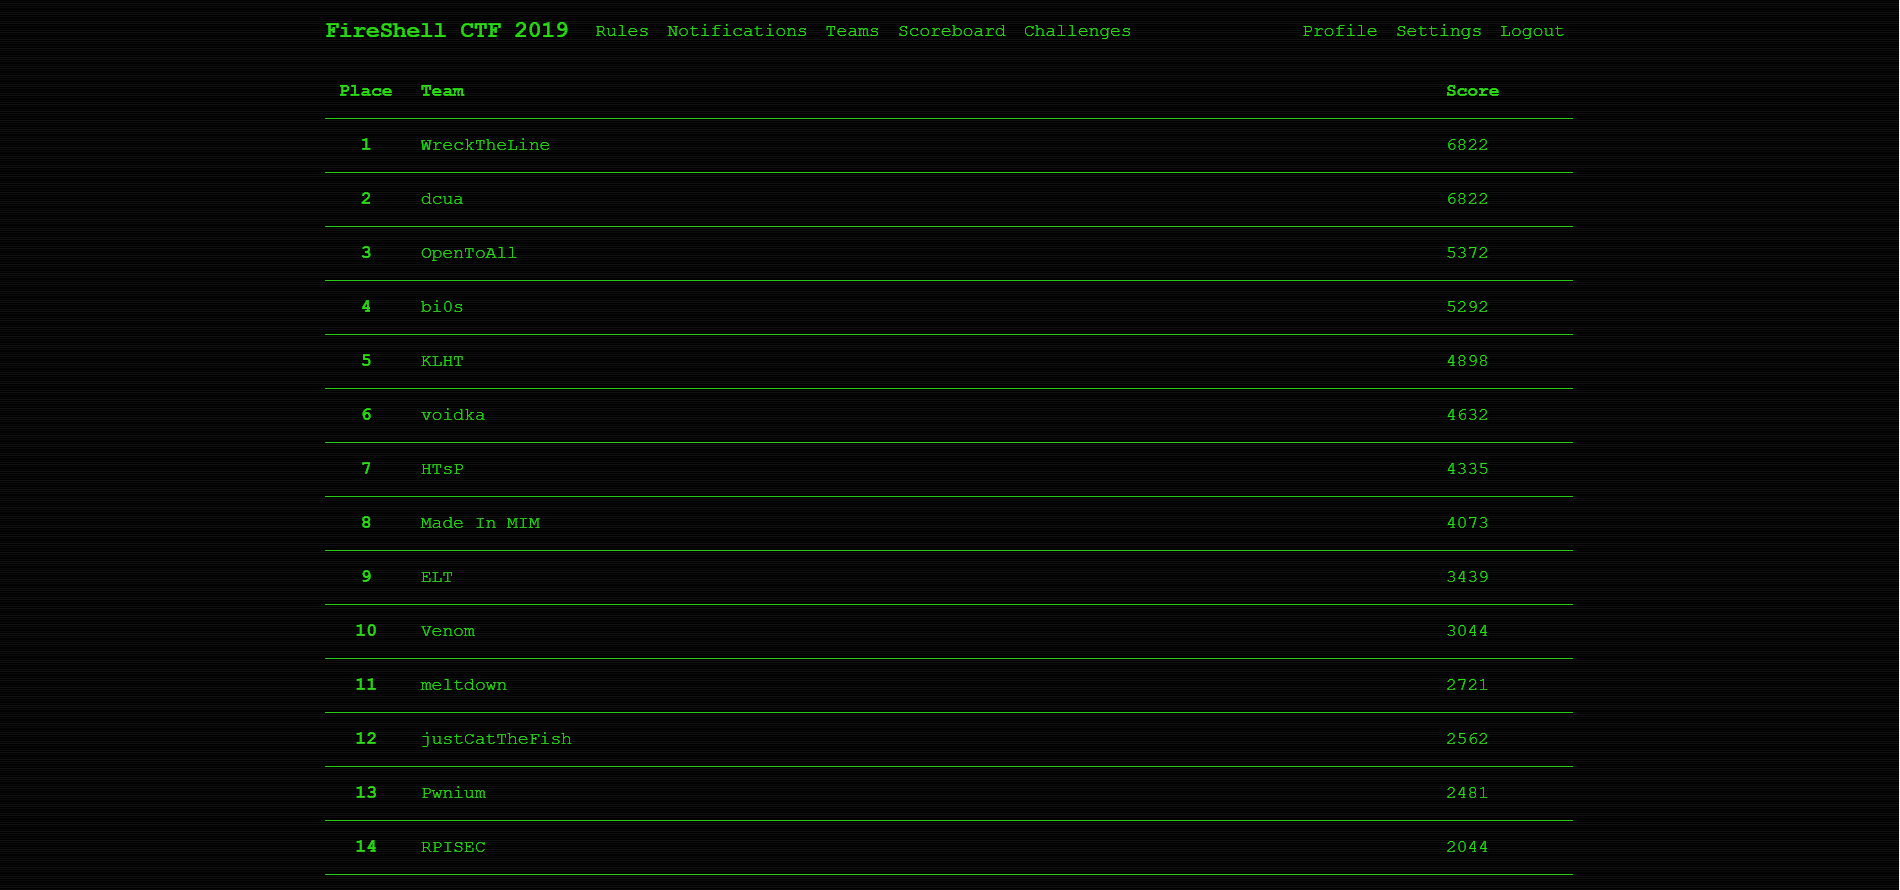 FireShell CTF 2019 Rules Notifications Teams Scoreboard Challenges Profile Settings Logout
Place Team Score
1 WreckTheLine 6822
2 dcua 6822
3 OpenToAll 5372
4 bi0s 5292
5 KLHT 4898
6 voidka 4632
7 HTsP 4335
8 Made In MIM 4073
9 ELT 3439
10 Venom 3044
11 meltdown 2721
12 justCatTheFish 2562
13 Pwnium 2481
14 RPISEC 2044